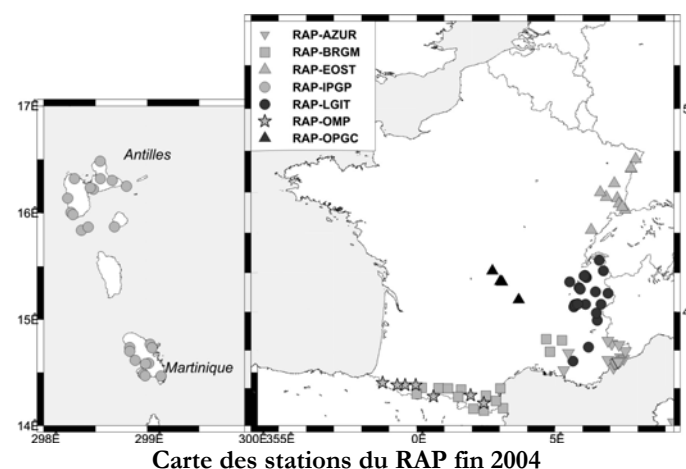 RAP-AZUR
RAP-BRGM
RAP-EOST
RAP-IPGP
RAP-LGIT
RAP-OMP
RAP-OPGC
17E
Antilles
16E
15E
Martinique
14E
298E 299E 300E 355E 0E 5E
Carte des stations du RAP fin 2004